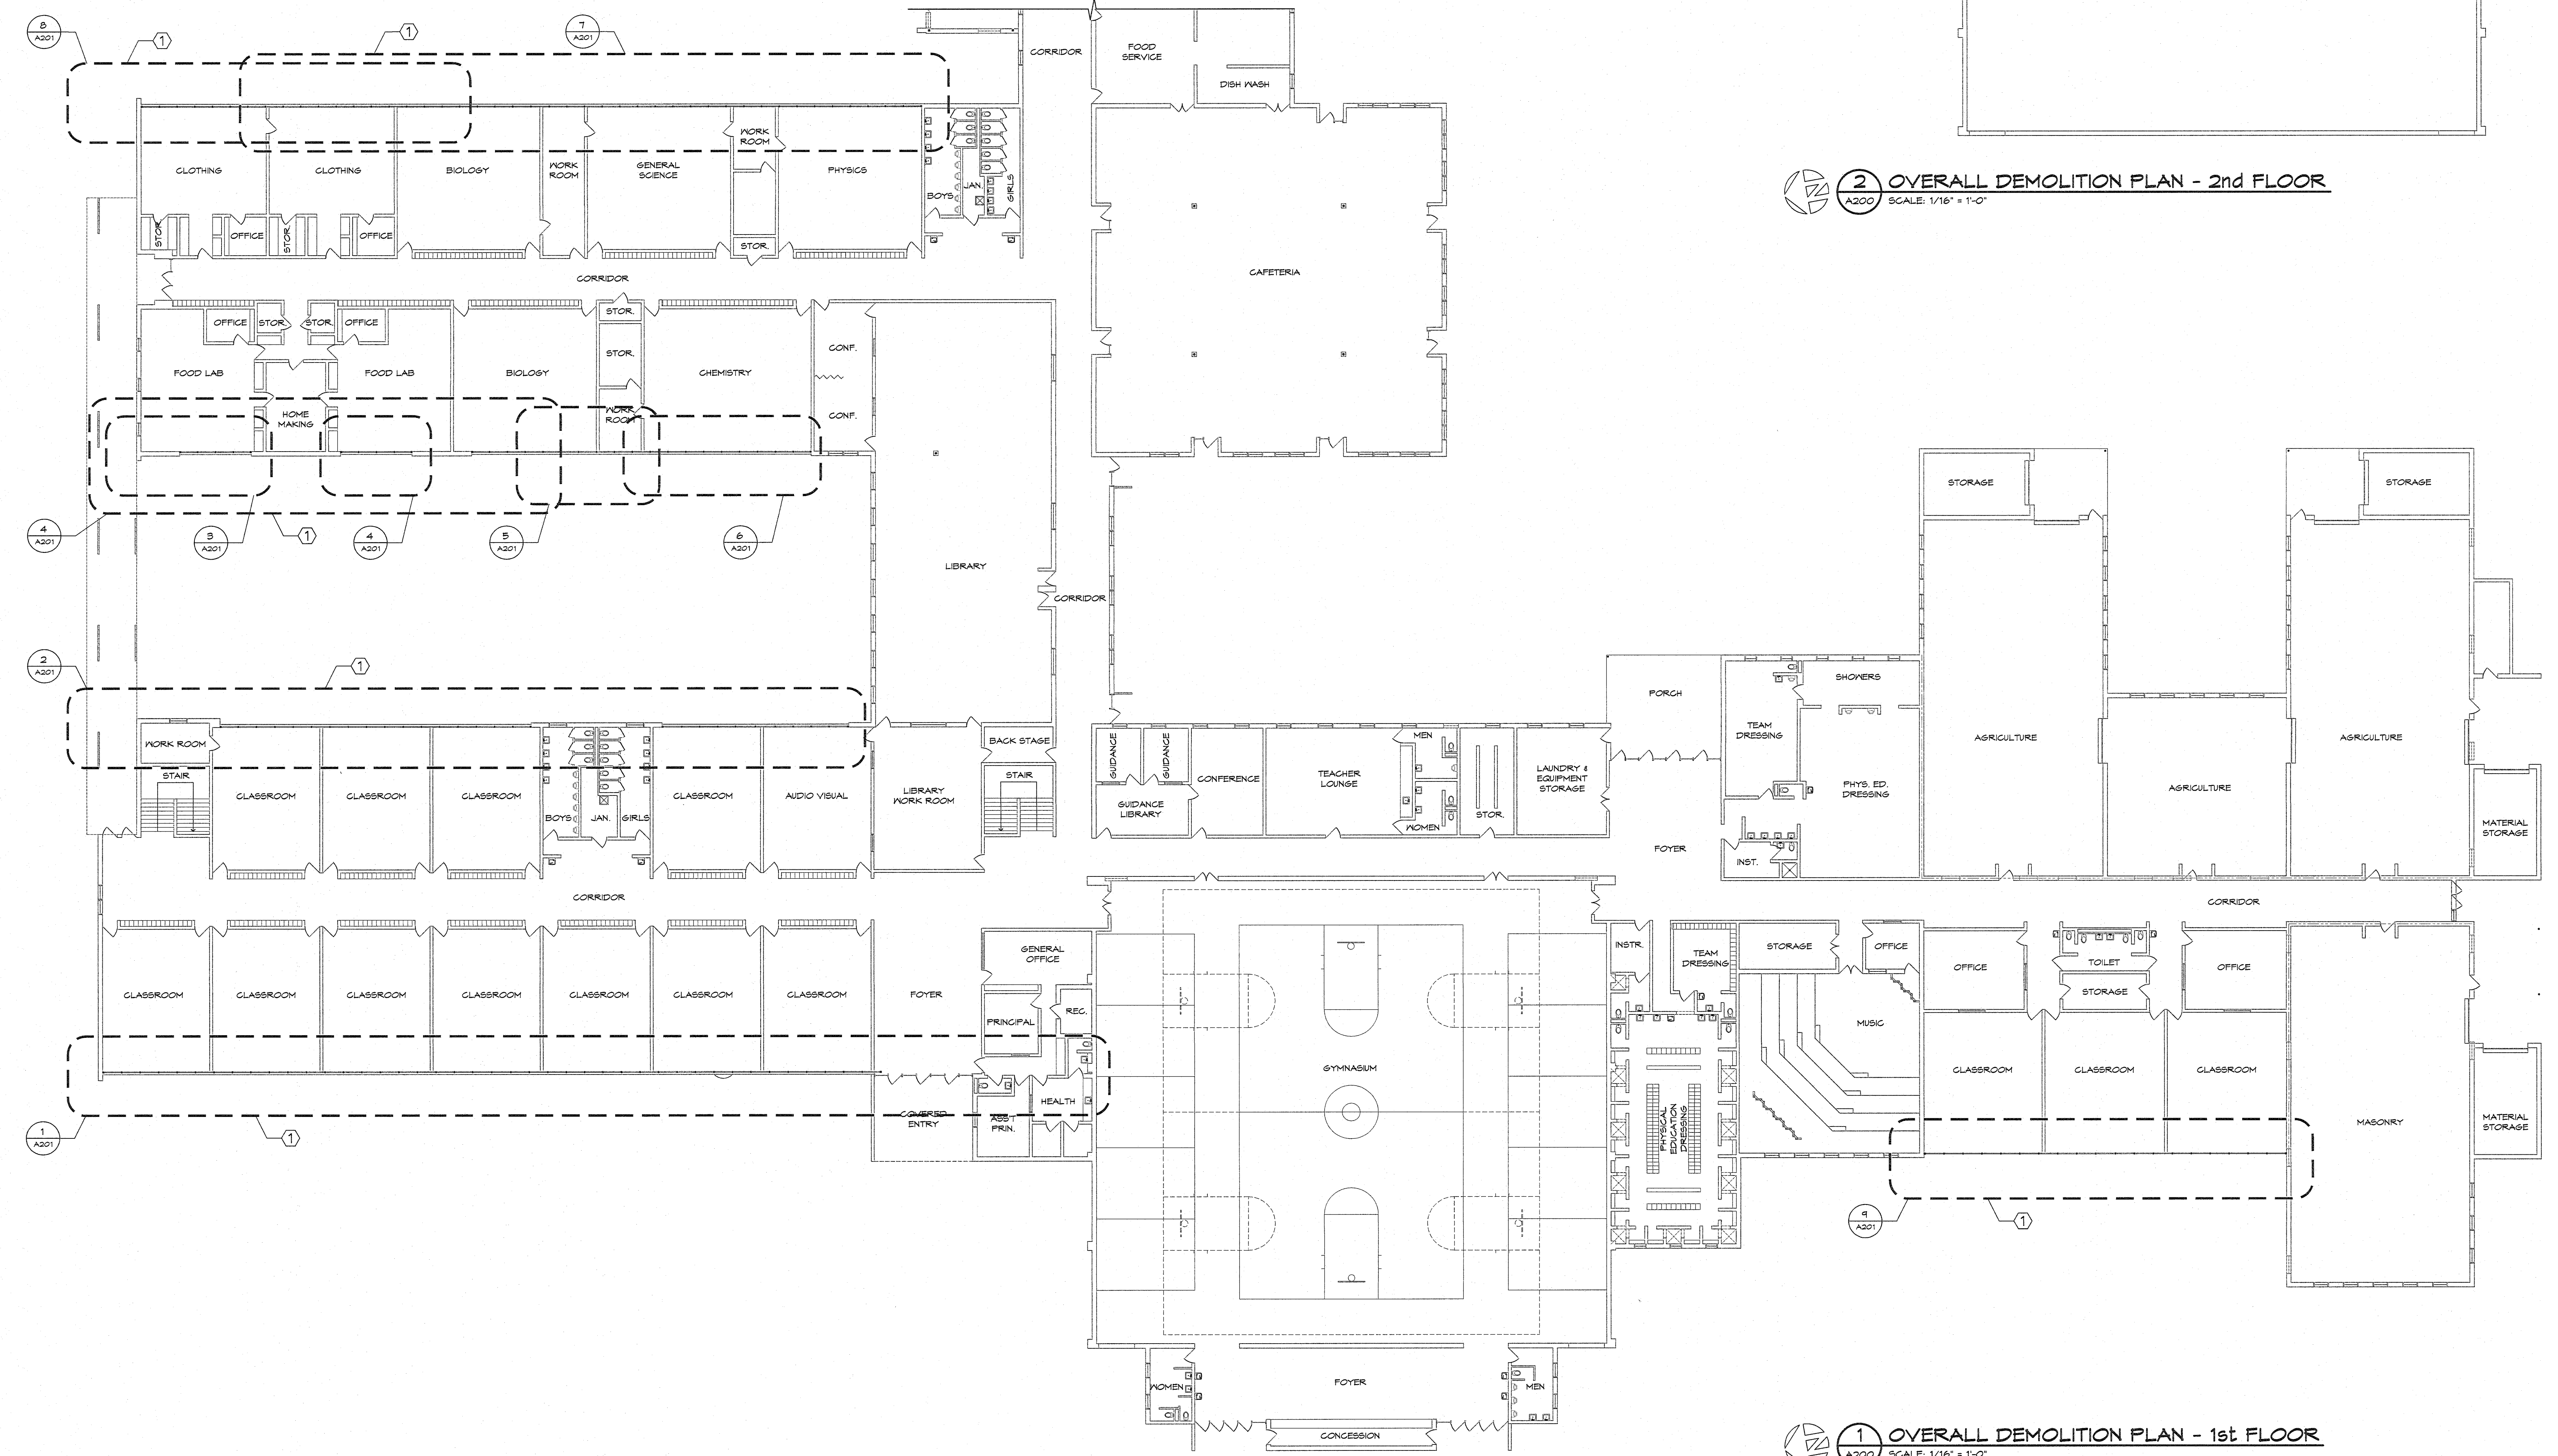 8
A201
1
1
7
A201
CORRIDOR
FOOD
SERVICE
DISH WASH
CLOTHING
CLOTHING
BIOLOGY
WORK
ROOM
GENERAL
SCIENCE
WORK
ROOM
PHYSICS
BOYS
JAN.
GIRLS
STOR.
OFFICE
STOR.
OFFICE
STOR.
2
A200
OVERALL DEMOLITION PLAN - 2nd FLOOR
SCALE: 1/16" = 1'-0"
CORRIDOR
CAFETERIA
OFFICE
STOR.
STOR.
OFFICE
STOR.
STOR.
CONF.
FOOD LAB
FOOD LAB
BIOLOGY
CHEMISTRY
HOME
MAKING
WORK
ROOM
CONF.
4
A201
3
A201
1
4
A201
5
A201
6
A201
STORAGE
STORAGE
LIBRARY
CORRIDOR
2
A201
1
PORCH
SHOWERS
TEAM
DRESSING
AGRICULTURE
AGRICULTURE
WORK ROOM
STAIR
BACK STAGE
STAIR
GUIDANCE
GUIDANCE
CONFERENCE
TEACHER
LOUNGE
MEN
WOMEN
STOR.
LAUNDRY &
EQUIPMENT
STORAGE
GUIDANCE
LIBRARY
PHYS. ED.
DRESSING
AGRICULTURE
MATERIAL
STORAGE
CLASSROOM
CLASSROOM
CLASSROOM
BOYS
JAN.
GIRLS
CLASSROOM
AUDIO VISUAL
LIBRARY
WORK ROOM
FOYER
INST.
CORRIDOR
CORRIDOR
GENERAL
OFFICE
INSTR.
TEAM
DRESSING
STORAGE
OFFICE
OFFICE
TOILET
STORAGE
OFFICE
CLASSROOM
CLASSROOM
CLASSROOM
CLASSROOM
CLASSROOM
CLASSROOM
CLASSROOM
FOYER
PRINCIPAL
REC.
MUSIC
GYMNASIUM
CLASSROOM
CLASSROOM
CLASSROOM
HEALTH
COVERED
ENTRY
ASS'T
PRIN.
PHYSICAL
EDUCATION
DRESSING
MASONRY
MATERIAL
STORAGE
1
A201
1
9
A201
1
WOMEN
FOYER
MEN
CONCESSION
1
A200
OVERALL DEMOLITION PLAN - 1st FLOOR
SCALE: 1/16" = 1'-0"